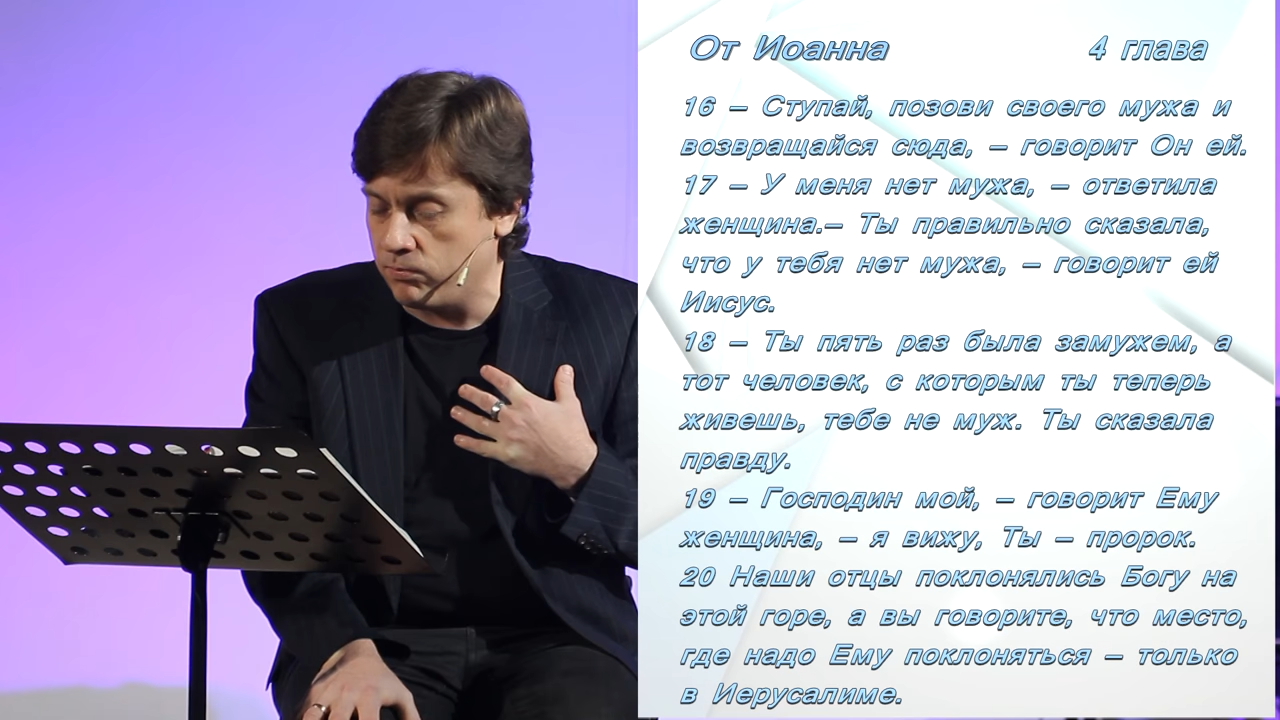 От Иоанна 4 глава
16 – Ступай, позови своего мужа и
возвращайся сюда, – говорит Он ей.
17 – У меня нет мужа, – ответила
женщина.– Ты правильно сказала,
что у тебя нет мужа, – говорит ей
Иисус.
18 – Ты пять раз была замужем, а
тот человек, с которым ты теперь
живешь, тебе не муж. Ты сказала
правду.
19 – Господин мой, – говорит Ему
женщина, – я вижу, Ты – пророк.
20 Наши отцы поклонялись Богу на
этой горе, а вы говорите, что место,
где надо Ему поклоняться – только
в Иерусалиме.